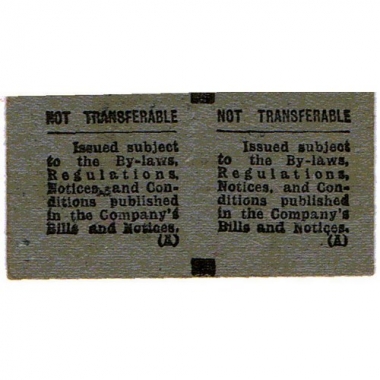 NOT TRANSFERABLE
Issued subject
to the By-laws,
Regulations,
Notices, and Con-
ditions published
in the Company's
Bills and Notices.
(A)
NOT TRANSFERABLE
Issued subject
to the By-laws,
Regulations,
Notices, and Con-
ditions published
in the Company's
Bills and Notices.
(A)